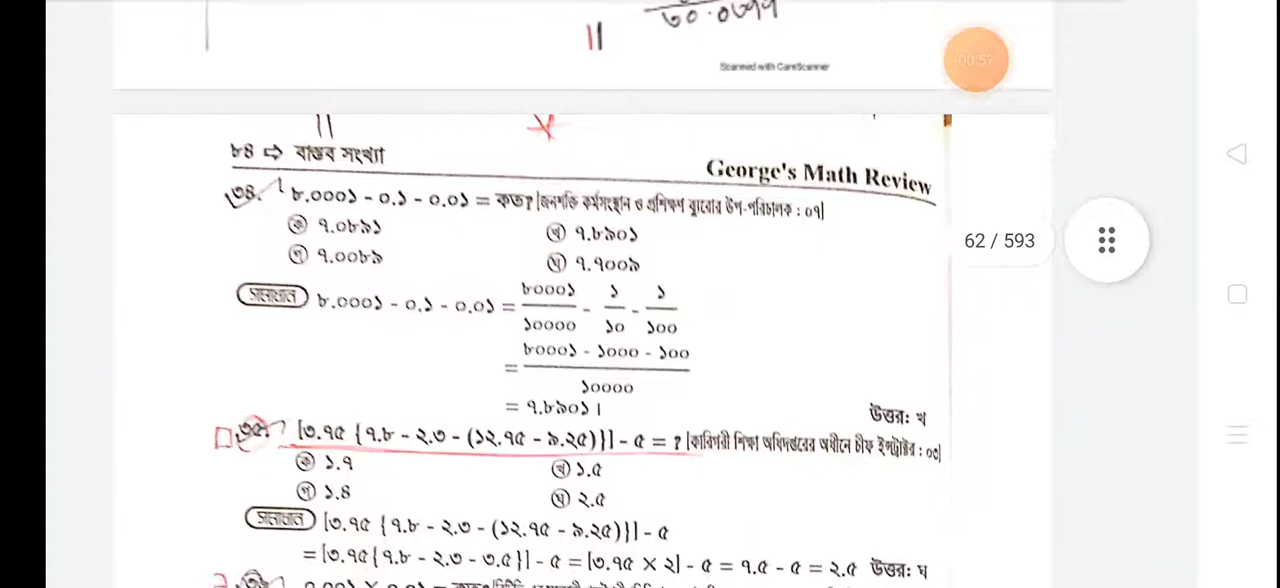 ৩০.০৩৭৭
Scanned with CamScanner
00:57
৮৪ ⇨ বাস্তব সংখ্যা
George's Math Review
৩৪. ৮.০০০১ - ০.১ - ০.০১ = কত? [জনশক্তি কর্মসংস্থান ও প্রশিক্ষণ ব্যুরোর উপ-পরিচালক : ০৭]
ক ৭.০৮৯১ খ ৭.৮৯০১
গ ৭.০০৮৯ ঘ ৭.৭০০৯
62 / 593
সমাধান ৮.০০০১ - ০.১ - ০.০১ = ৮০০০১/১০০০০ - ১/১০ - ১/১০০
= ৮০০০১ - ১০০০ - ১০০/১০০০০
= ৭.৮৯০১। উত্তর: খ
৩৫. [৩.৭৫ {৭.৮ - ২.৩ - (১২.৭৫ - ৯.২৫)}] - ৫ = ? [কারিগরী শিক্ষা অধিদপ্তরের অধীনে চীফ ইন্সট্রাক্টর : ০৩]
ক ১.৭ খ ১.৫
গ ১.৪ ঘ ২.৫
সমাধান [৩.৭৫ {৭.৮ - ২.৩ - (১২.৭৫ - ৯.২৫)}] - ৫
= [৩.৭৫{৭.৮ - ২.৩ - ৩.৫}] - ৫ = [৩.৭৫ × ২] - ৫ = ৭.৫ - ৫ = ২.৫ উত্তর: ঘ